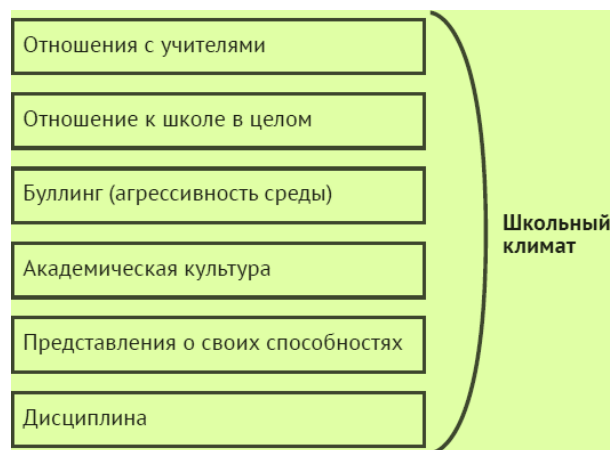 Отношения с учителями
Отношение к школе в целом
Буллинг (агрессивность среды)
Академическая культура
Представления о своих способностях
Дисциплина
Школьный
климат